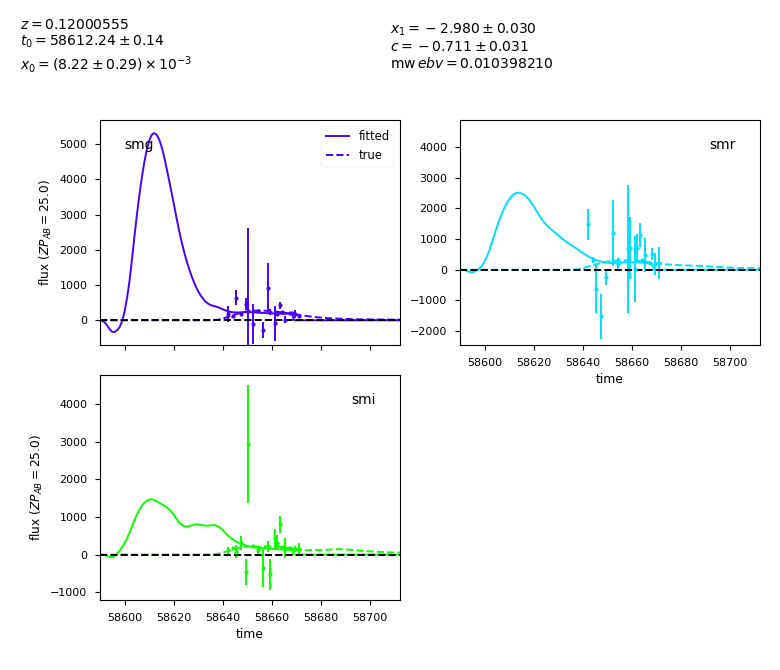 z = 0.12000555
t₀ = 58612.24 ± 0.14
x₀ = (8.22 ± 0.29) × 10⁻³
x₁ = −2.980 ± 0.030
c = −0.711 ± 0.031
mw ebv = 0.010398210
smg
fitted
true
flux (ZP_AB = 25.0)
5000
4000
3000
2000
1000
0
smr
4000
3000
2000
1000
0
−1000
−2000
58600 58620 58640 58660 58680 58700
time
smi
flux (ZP_AB = 25.0)
4000
3000
2000
1000
0
−1000
58600 58620 58640 58660 58680 58700
time